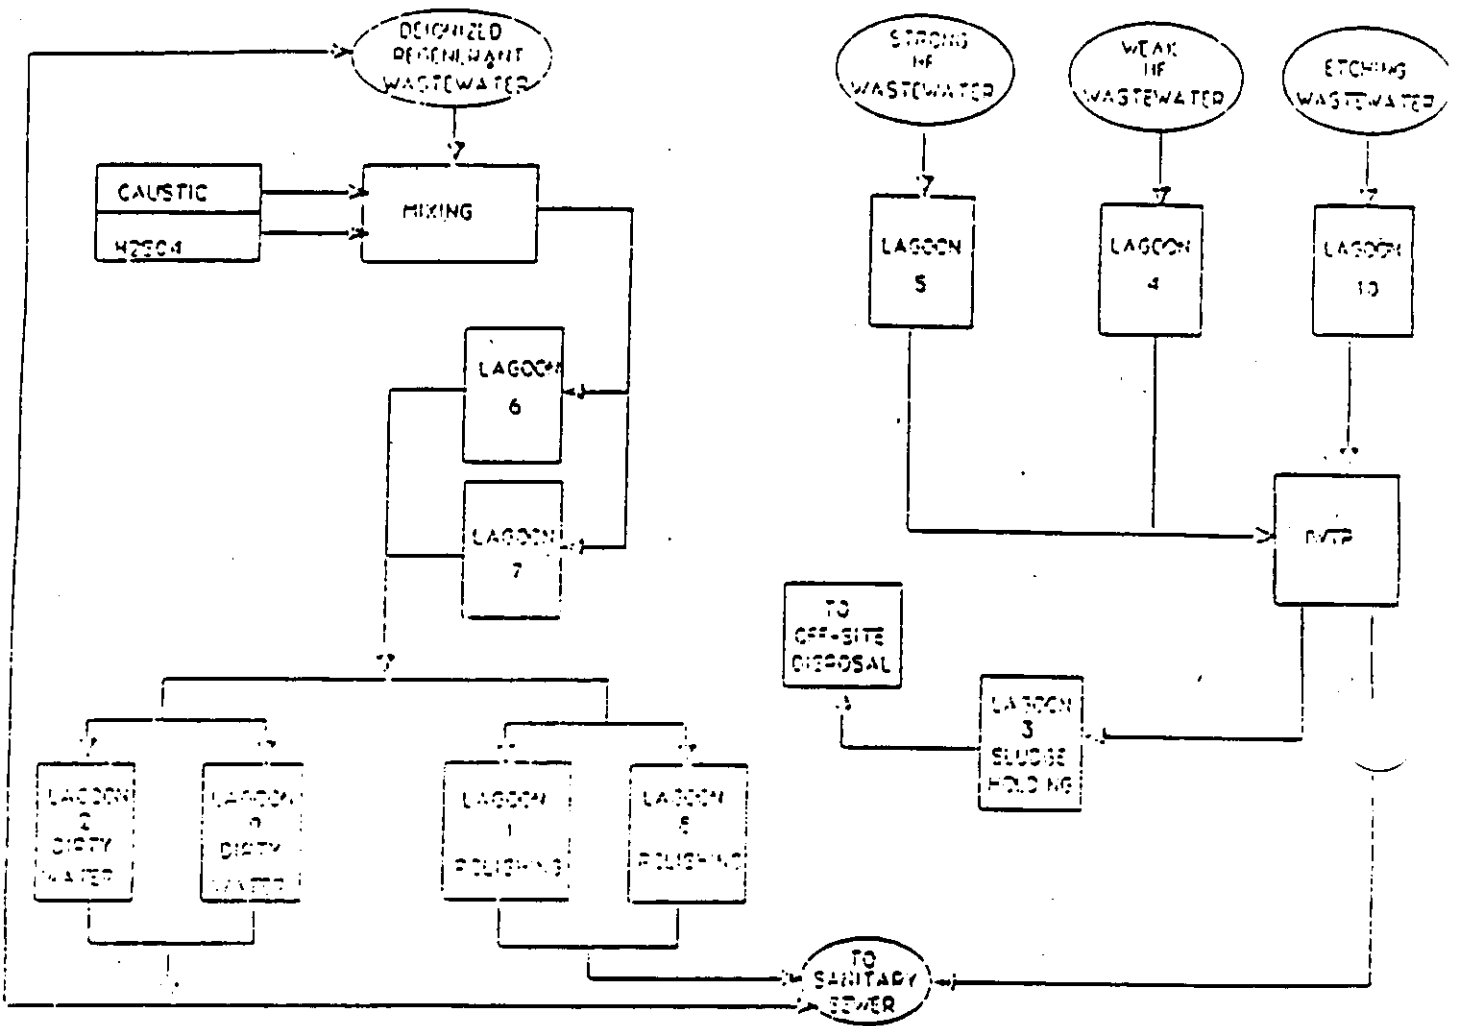 DEIONIZED
REGENERANT
WASTEWATER
STRONG
HF
WASTEWATER
WEAK
HF
WASTEWATER
ETCHING
WASTEWATER
CAUSTIC
H2SO4
MIXING
LAGOON
5
LAGOON
4
LAGOON
10
LAGOON
6
LAGOON
7
TO
OFF-SITE
DISPOSAL
LAGOON
3
SLUDGE
HOLDING
LAGOON
2
DIRTY
WATER
LAGOON
DIRTY
WATER
LAGOON
1
POLISHING
LAGOON
POLISHING
TO
SANITARY
SEWER